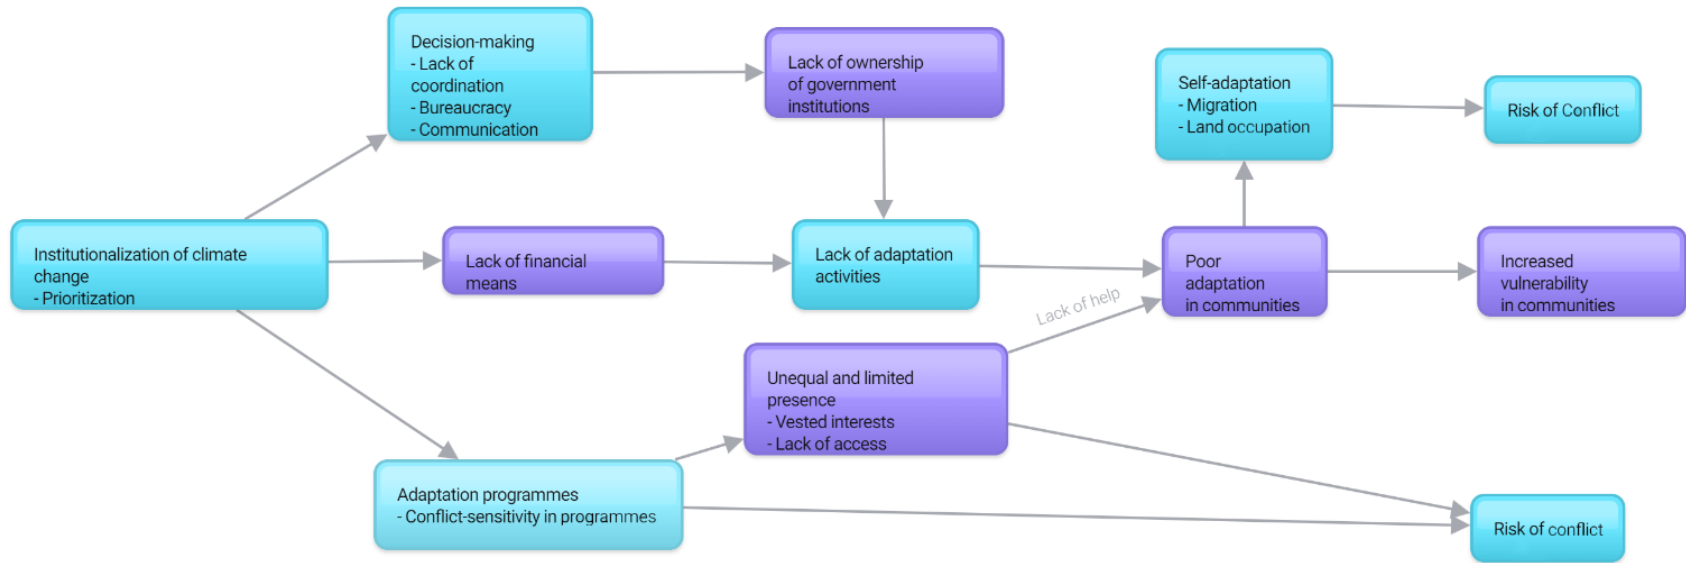 Decision-making
- Lack of
coordination
- Bureaucracy
- Communication
Lack of ownership
of government
institutions
Self-adaptation
- Migration
- Land occupation
Risk of Conflict
Institutionalization of climate
change
- Prioritization
Lack of financial
means
Lack of adaptation
activities
Poor
adaptation
in communities
Increased
vulnerability
in communities
Lack of help
Unequal and limited
presence
- Vested interests
- Lack of access
Adaptation programmes
- Conflict-sensitivity in programmes
Risk of conflict